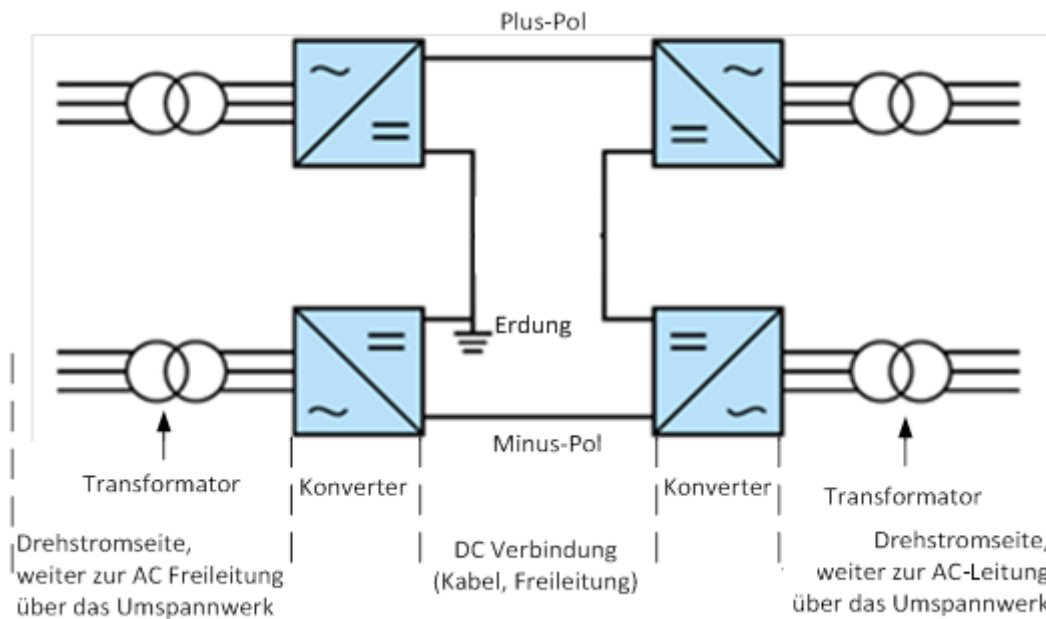 Plus-Pol
Erdung
Minus-Pol
Transformator
Konverter
Konverter
Transformator
Drehstromseite,
weiter zur AC Freileitung
über das Umspannwerk
DC Verbindung
(Kabel, Freileitung)
Drehstromseite,
weiter zur AC-Leitung
über das Umspannwerk